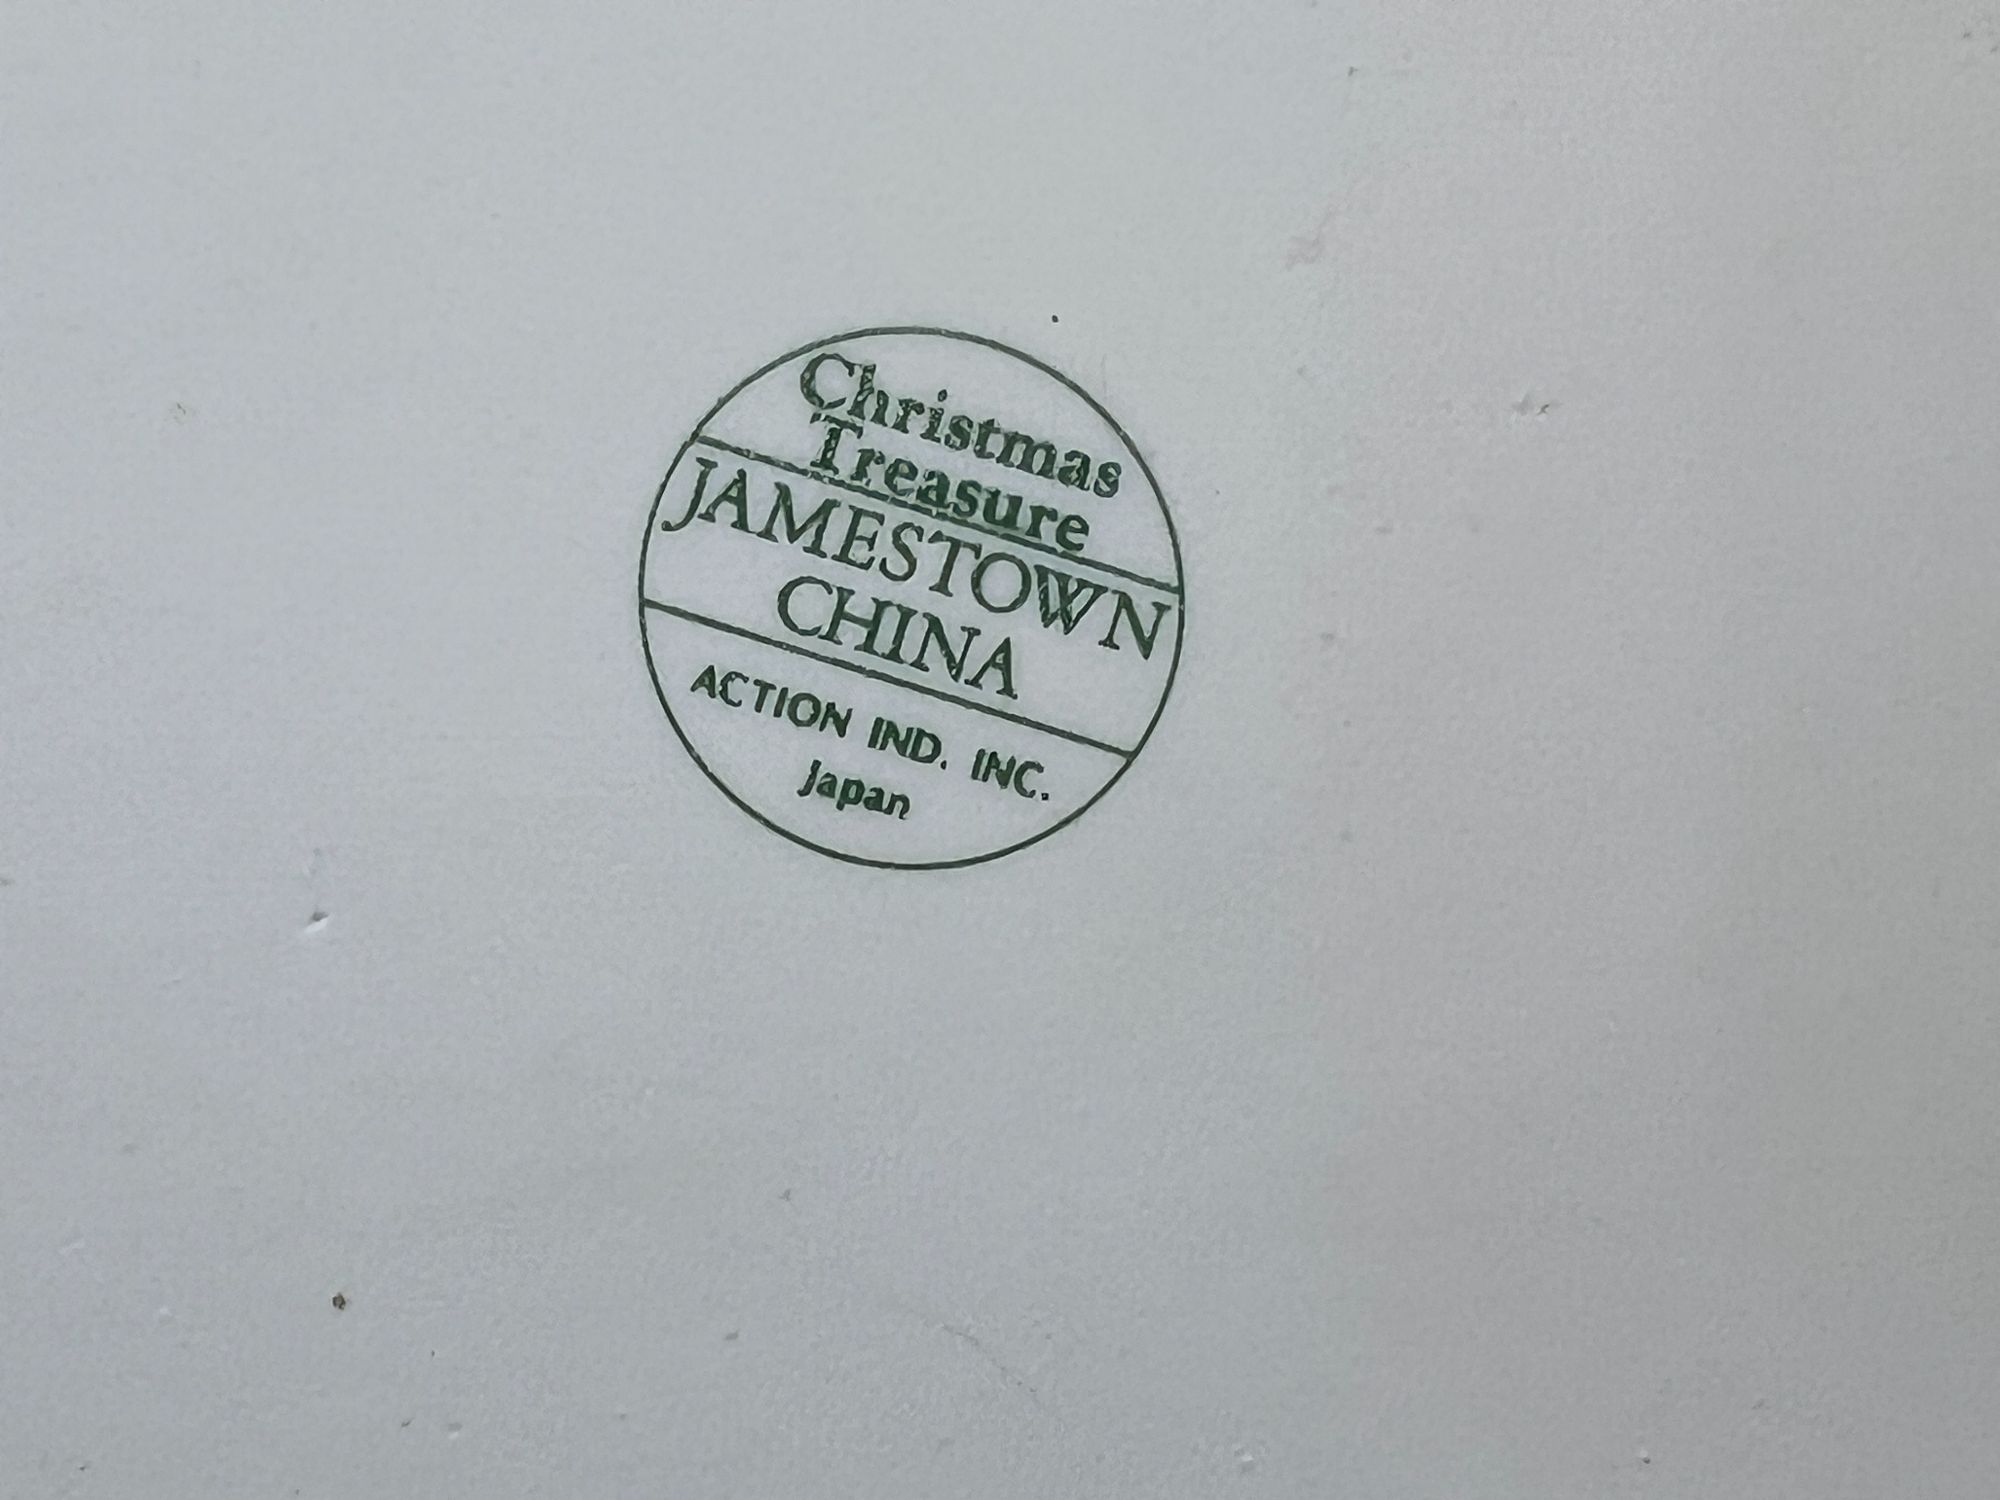 Christmas
Treasure
JAMESTOWN
CHINA
ACTION IND. INC.
Japan